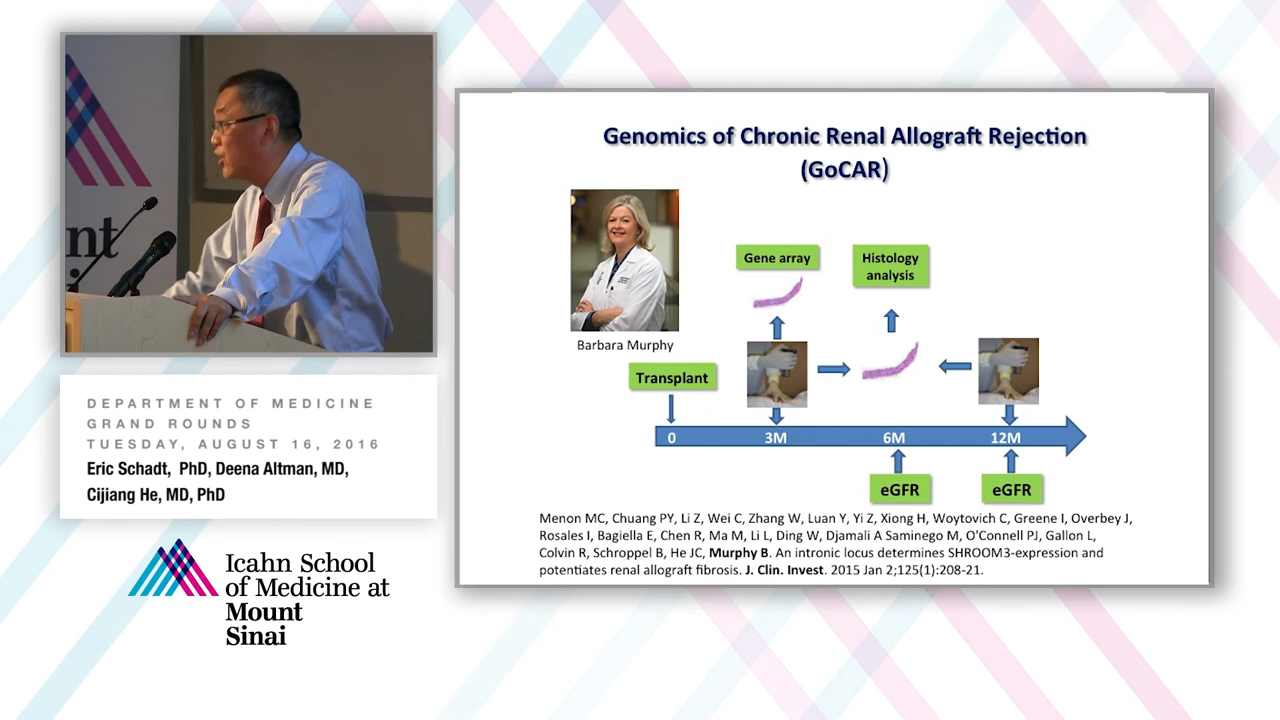 nt
DEPARTMENT OF MEDICINE
GRAND ROUNDS
TUESDAY, AUGUST 16, 2016
Eric Schadt, PhD, Deena Altman, MD,
Cijiang He, MD, PhD
Icahn School
of Medicine at
Mount
Sinai
Genomics of Chronic Renal Allograft Rejection
(GoCAR)
Barbara Murphy
Gene array
Histology
analysis
Transplant
0 3M 6M 12M
eGFR eGFR
Menon MC, Chuang PY, Li Z, Wei C, Zhang W, Luan Y, Yi Z, Xiong H, Woytovich C, Greene I, Overbey J,
Rosales I, Bagiella E, Chen R, Ma M, Li L, Ding W, Djamali A Saminego M, O'Connell PJ, Gallon L,
Colvin R, Schroppel B, He JC, Murphy B. An intronic locus determines SHROOM3-expression and
potentiates renal allograft fibrosis. J. Clin. Invest. 2015 Jan 2;125(1):208-21.